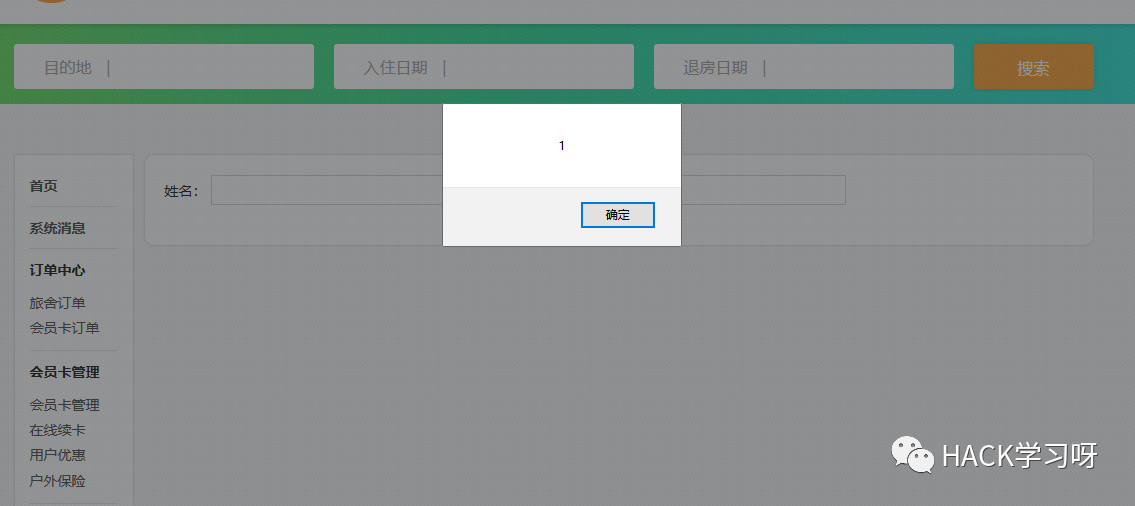 目的地 | 入住日期 | 退房日期 | 搜索
1
确定
姓名：
首页
系统消息
订单中心
旅舍订单
会员卡订单
会员卡管理
会员卡管理
在线续卡
用户优惠
户外保险
HACK学习呀